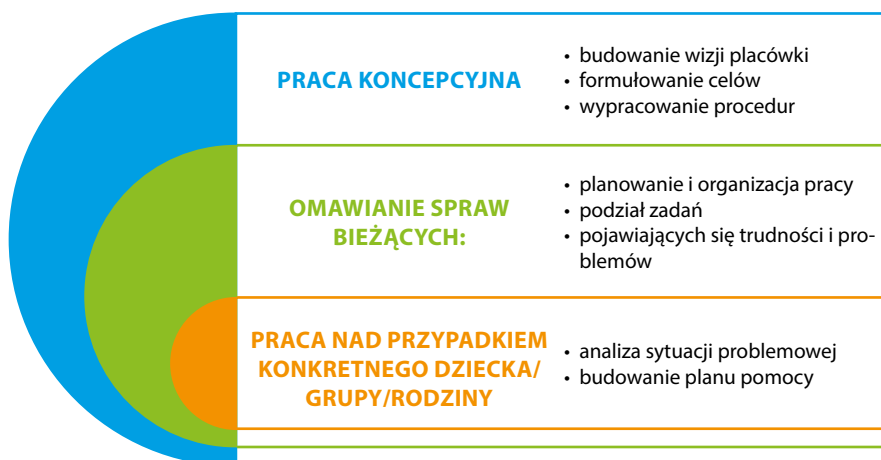 PRACA KONCEPCYJNA
• budowanie wizji placówki
• formułowanie celów
• wypracowanie procedur
OMAWIANIE SPRAW
BIEŻĄCYCH:
• planowanie i organizacja pracy
• podział zadań
• pojawiających się trudności i pro-
blemów
PRACA NAD PRZYPADKIEM
KONKRETNEGO DZIECKA/
GRUPY/RODZINY
• analiza sytuacji problemowej
• budowanie planu pomocy